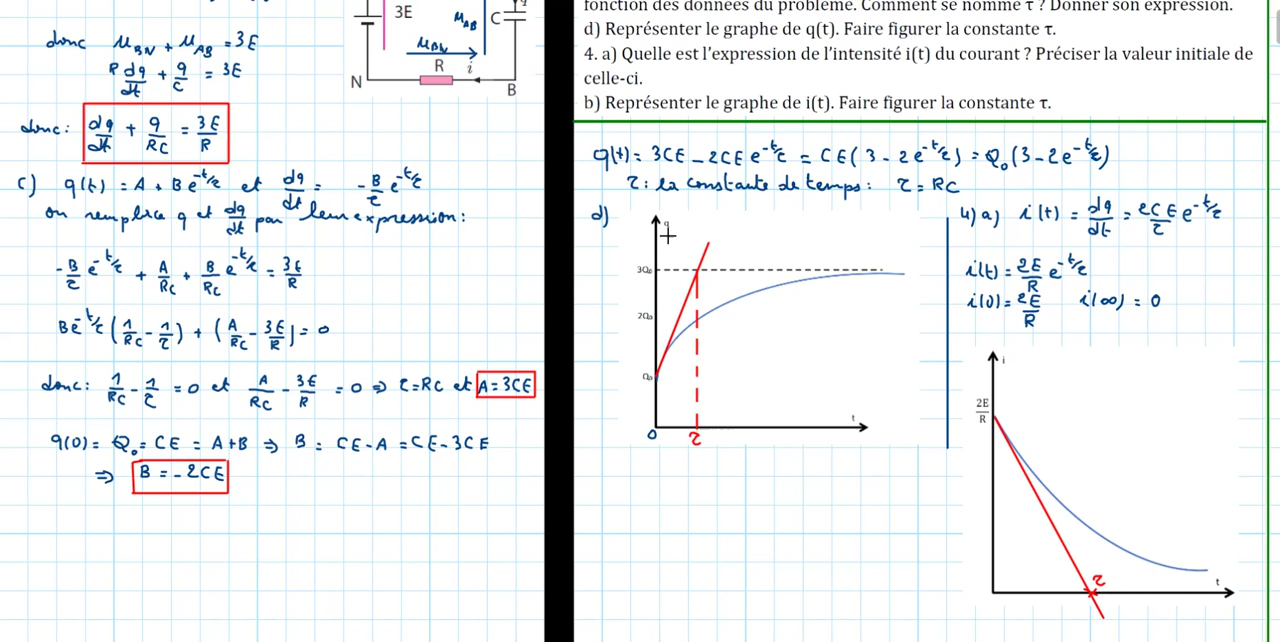 donc u_BN + u_AB = 3E
R dq/dt + q/C = 3E
donc : dq/dt + q/RC = 3E/R
c) q(t) = A + B e^-t/τ et dq/dt = -B/τ e^-t/τ
on remplace q et dq/dt par leur expression :
-B/τ e^-t/τ + A/RC + B/RC e^-t/τ = 3E/R
Be^-t/τ (1/RC - 1/τ) + (A/RC - 3E/R) = 0
donc : 1/RC - 1/τ = 0 et A/RC - 3E/R = 0 ⇒ τ = RC et A = 3CE
q(0) = Q₀ = CE = A+B ⇒ B = CE - A = CE - 3CE
⇒ B = -2CE
3E
u_AB
C
q
u_BN
R
i
N
B
fonction des données du problème. Comment se nomme τ ? Donner son expression.
d) Représenter le graphe de q(t). Faire figurer la constante τ.
4. a) Quelle est l'expression de l'intensité i(t) du courant ? Préciser la valeur initiale de
celle-ci.
b) Représenter le graphe de i(t). Faire figurer la constante τ.
q(t) = 3CE - 2CE e^-t/τ = CE(3 - 2e^-t/τ) = Q₀(3 - 2e^-t/τ)
τ : la constante de temps : τ = RC
d)
q
3Q₀
2Q₀
Q₀
t
0
τ
4) a) i(t) = dq/dt = 2CE/τ e^-t/τ
i(t) = 2E/R e^-t/τ
i(0) = 2E/R i(∞) = 0
i
2E/R
τ
t